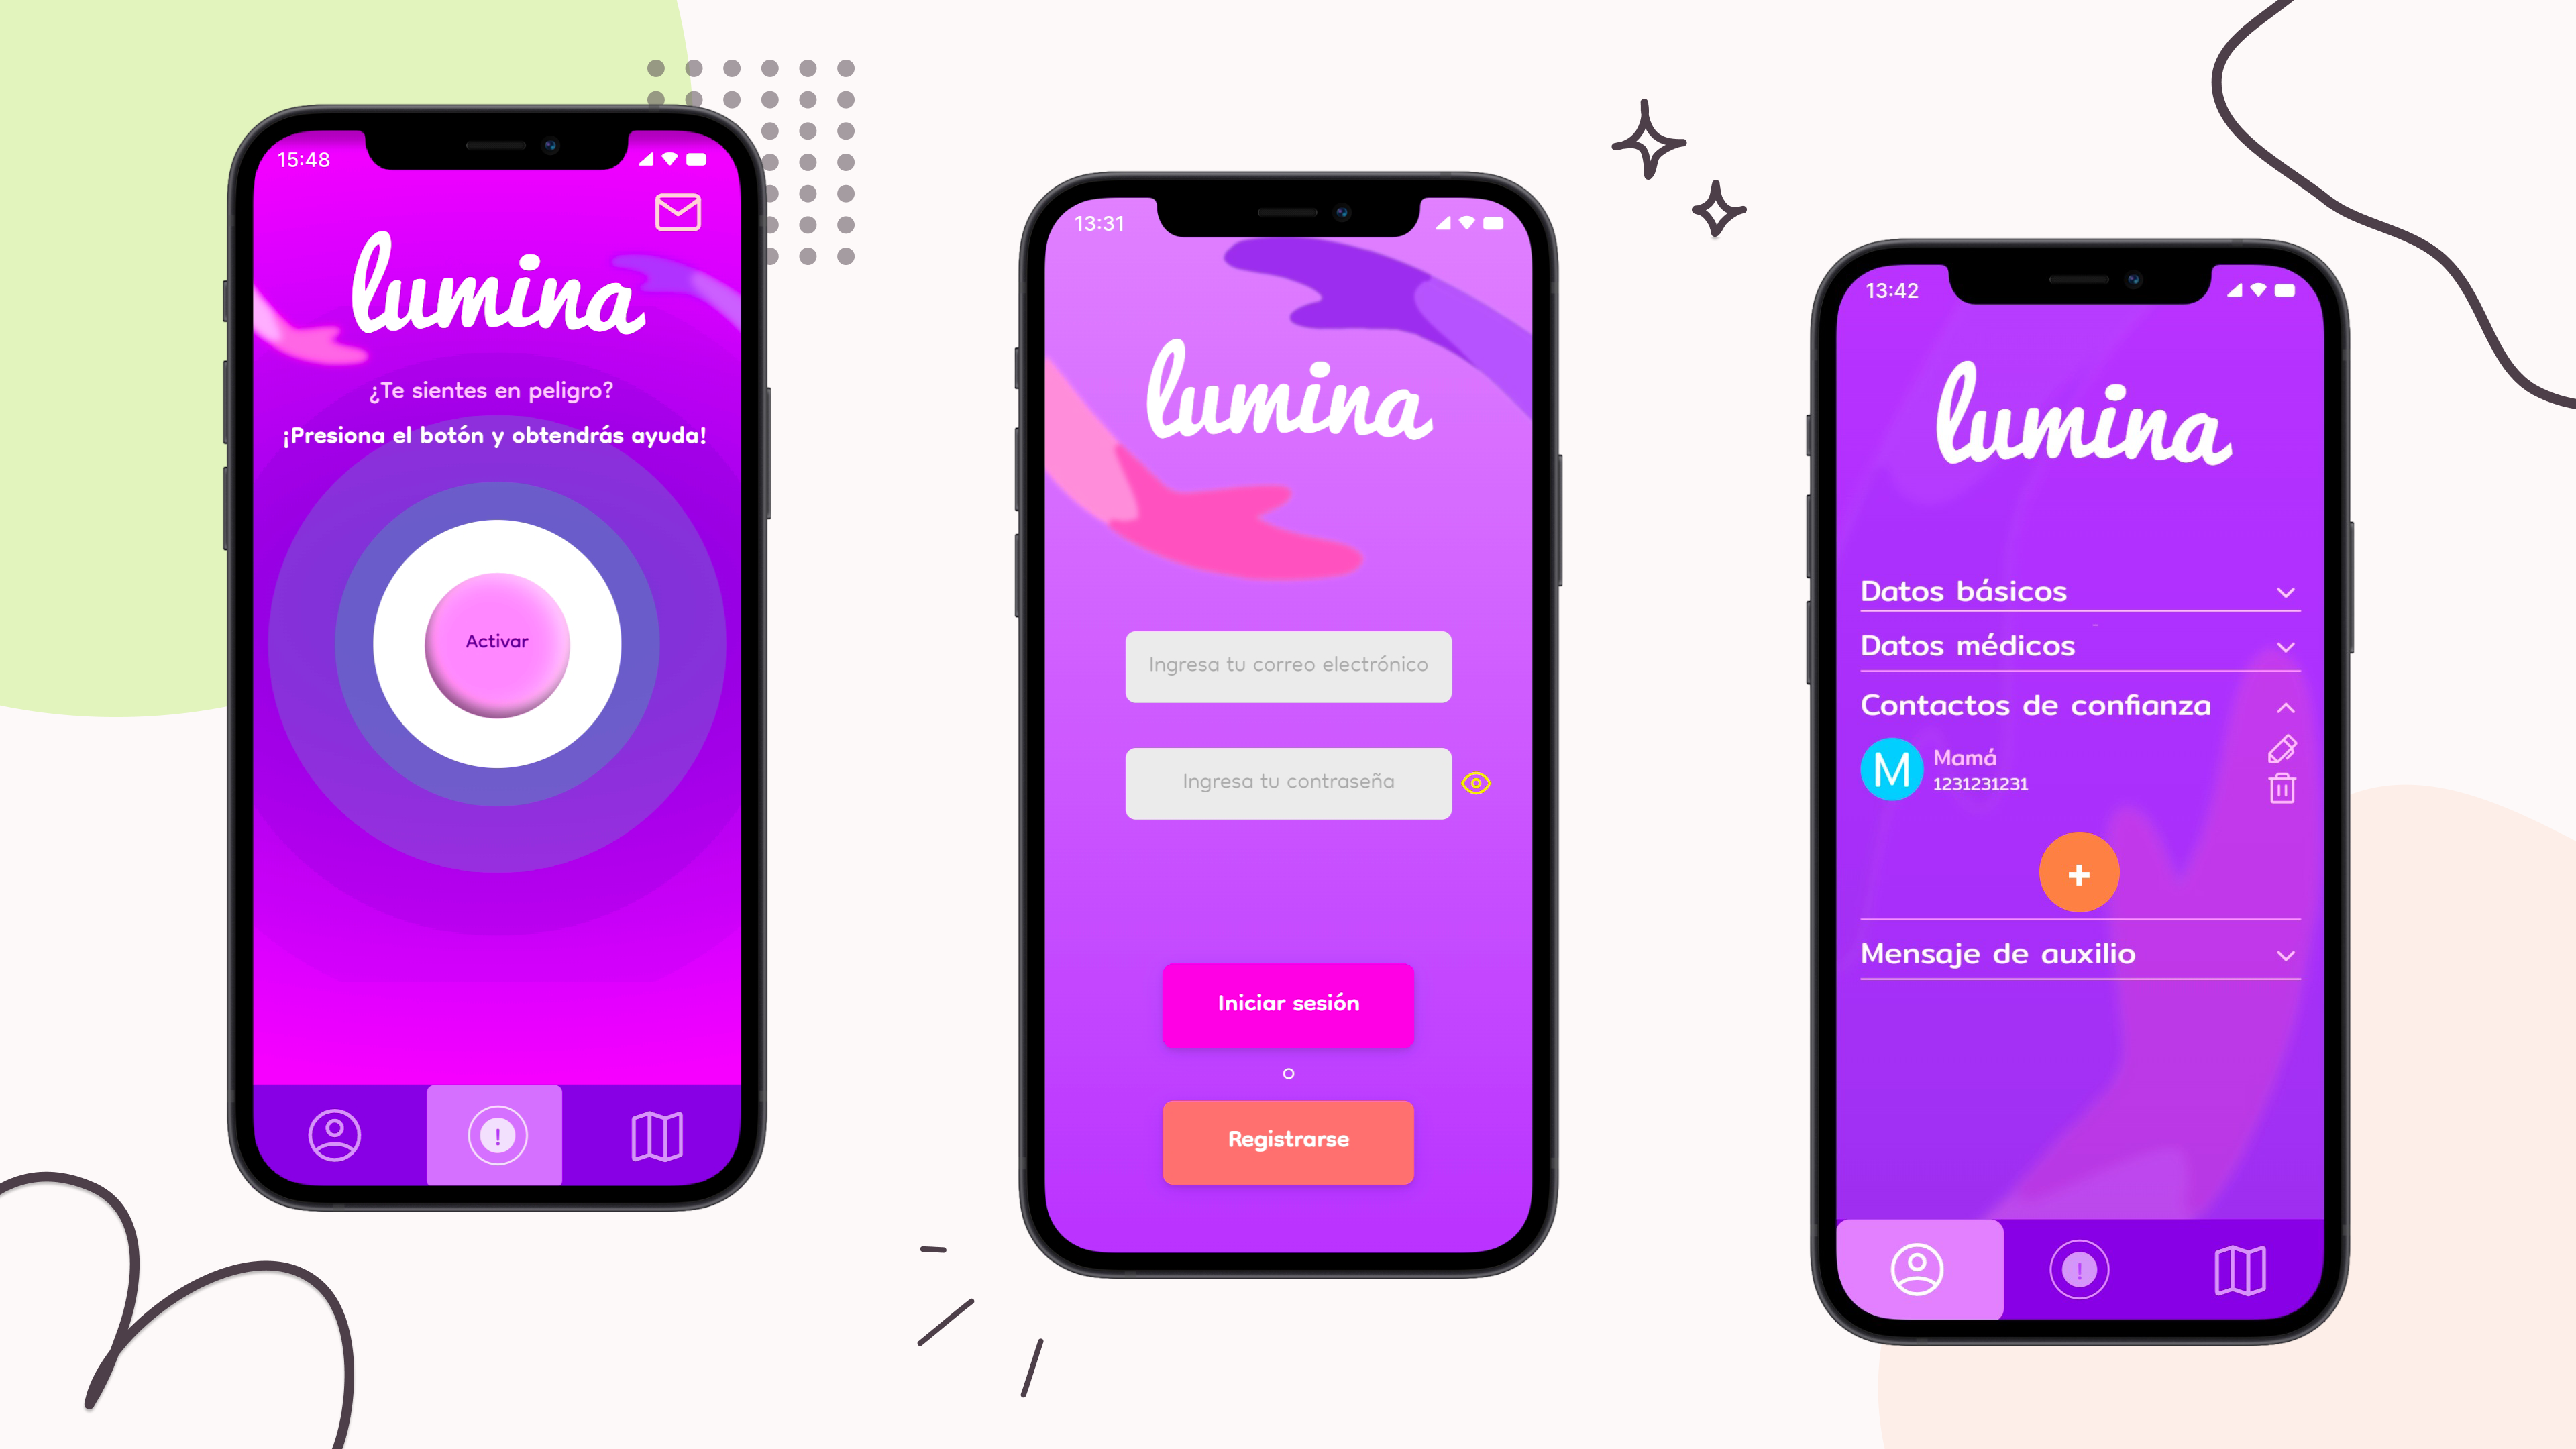 15:48
lumina
¿Te sientes en peligro?
¡Presiona el botón y obtendrás ayuda!
Activar
!
13:31
lumina
Ingresa tu correo electrónico
Ingresa tu contraseña
Iniciar sesión
o
Registrarse
13:42
lumina
Datos básicos
Datos médicos
Contactos de confianza
M
Mamá
1231231231
+
Mensaje de auxilio
!